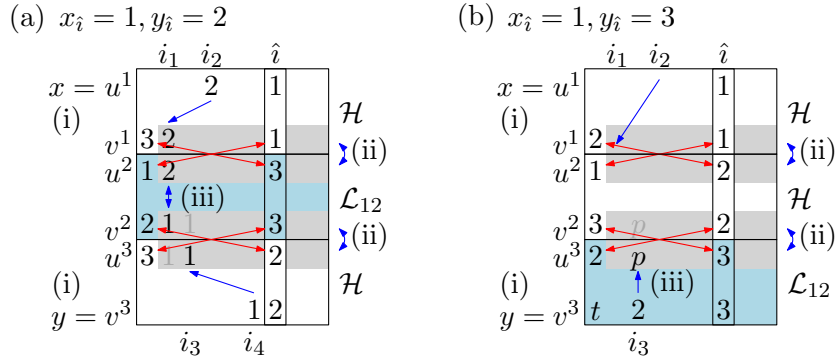 (a) x_î = 1, y_î = 2
i_1 i_2 î
x = u^1 2 1
(i) H
v^1 3 2 1
(ii)
u^2 1 2 3
(iii) L_12
v^2 2 1 1 3
(ii)
u^3 3 1 1 2
(i) H
y = v^3 1 2
i_3 i_4
(b) x_î = 1, y_î = 3
i_1 i_2 î
x = u^1 1
(i) H
v^1 2 1
(ii)
u^2 1 2
H
v^2 3 p 2
(ii)
u^3 2 p 3
(i) (iii) L_12
y = v^3 t 2 3
i_3